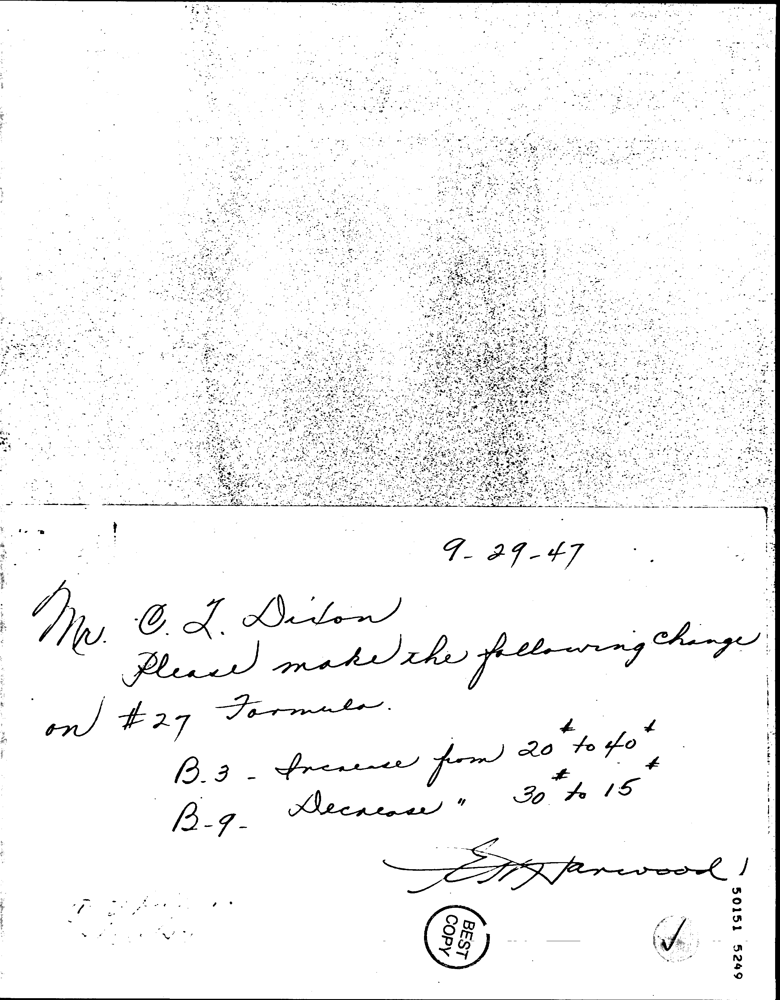 9-29-47
Mr. C. L. Dixon
Please make the following change
on #27 Formula.
B.3 - Increase from 20# to 40#
B-9- Decrease " 30# to 15#
E W Harwood
BEST
COPY
50151 5249